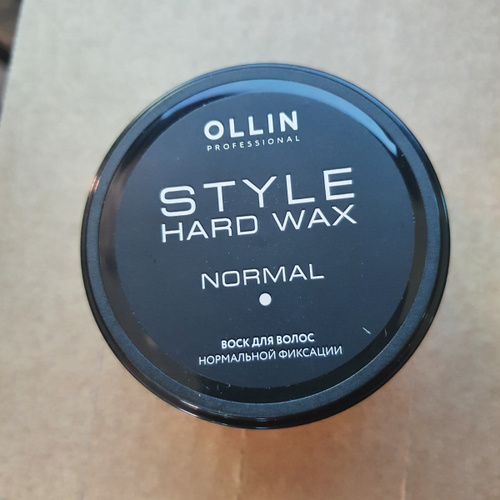 OLLIN
PROFESSIONAL
STYLE
HARD WAX
NORMAL
ВОСК ДЛЯ ВОЛОС
НОРМАЛЬНОЙ ФИКСАЦИИ